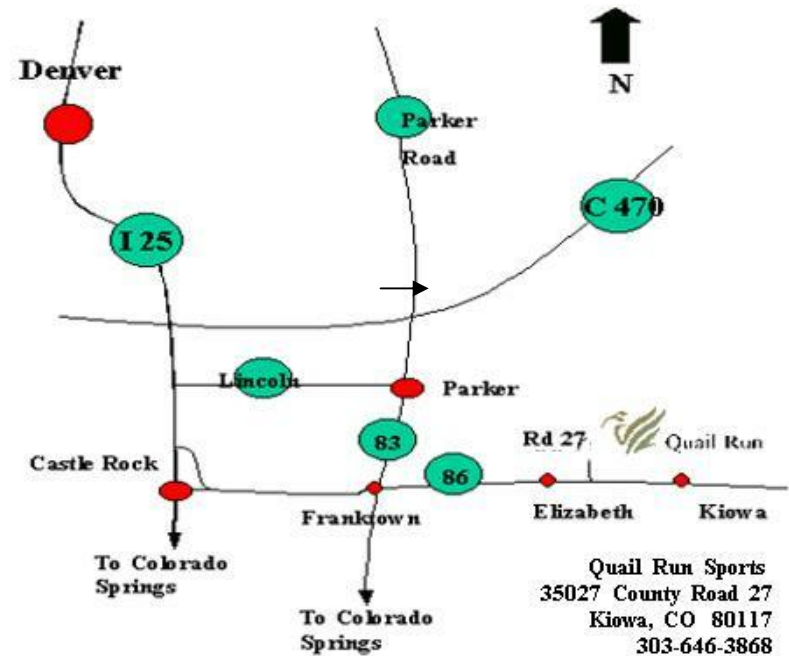 Denver
N
Parker
Road
C 470
I 25
Lincoln
Parker
83
Rd 27
Quail Run
Castle Rock
86
Franktown
Elizabeth
Kiowa
To Colorado
Springs
To Colorado
Springs
Quail Run Sports
35027 County Road 27
Kiowa, CO 80117
303-646-3868